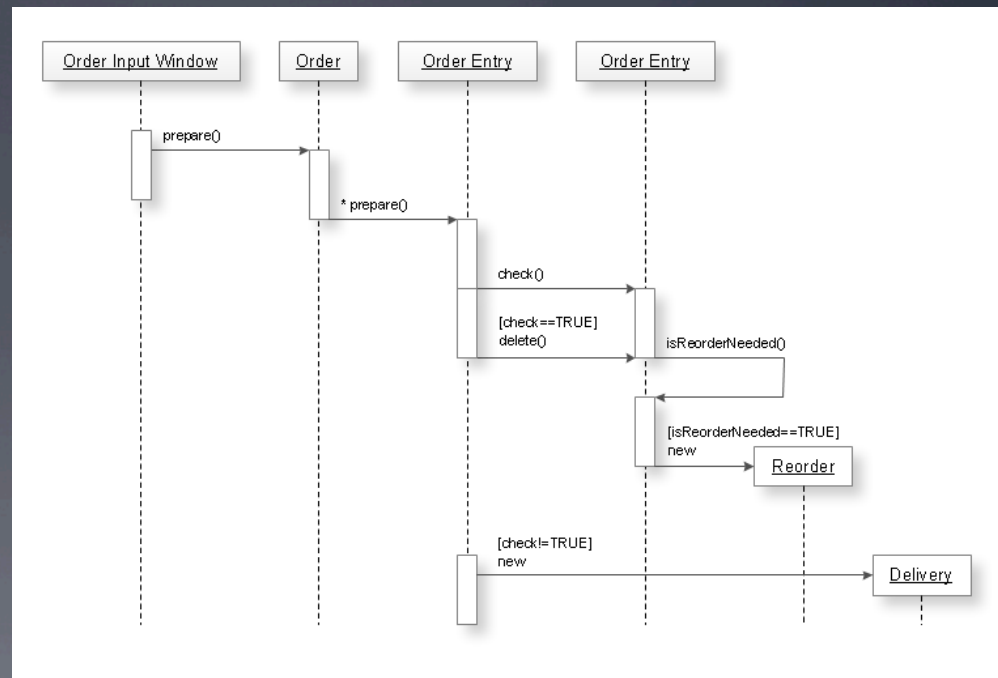 Order Input Window
Order
Order Entry
Order Entry
prepare()
* prepare()
check()
[check==TRUE]
delete()
isReorderNeeded()
[isReorderNeeded==TRUE]
new
Reorder
[check!=TRUE]
new
Delivery